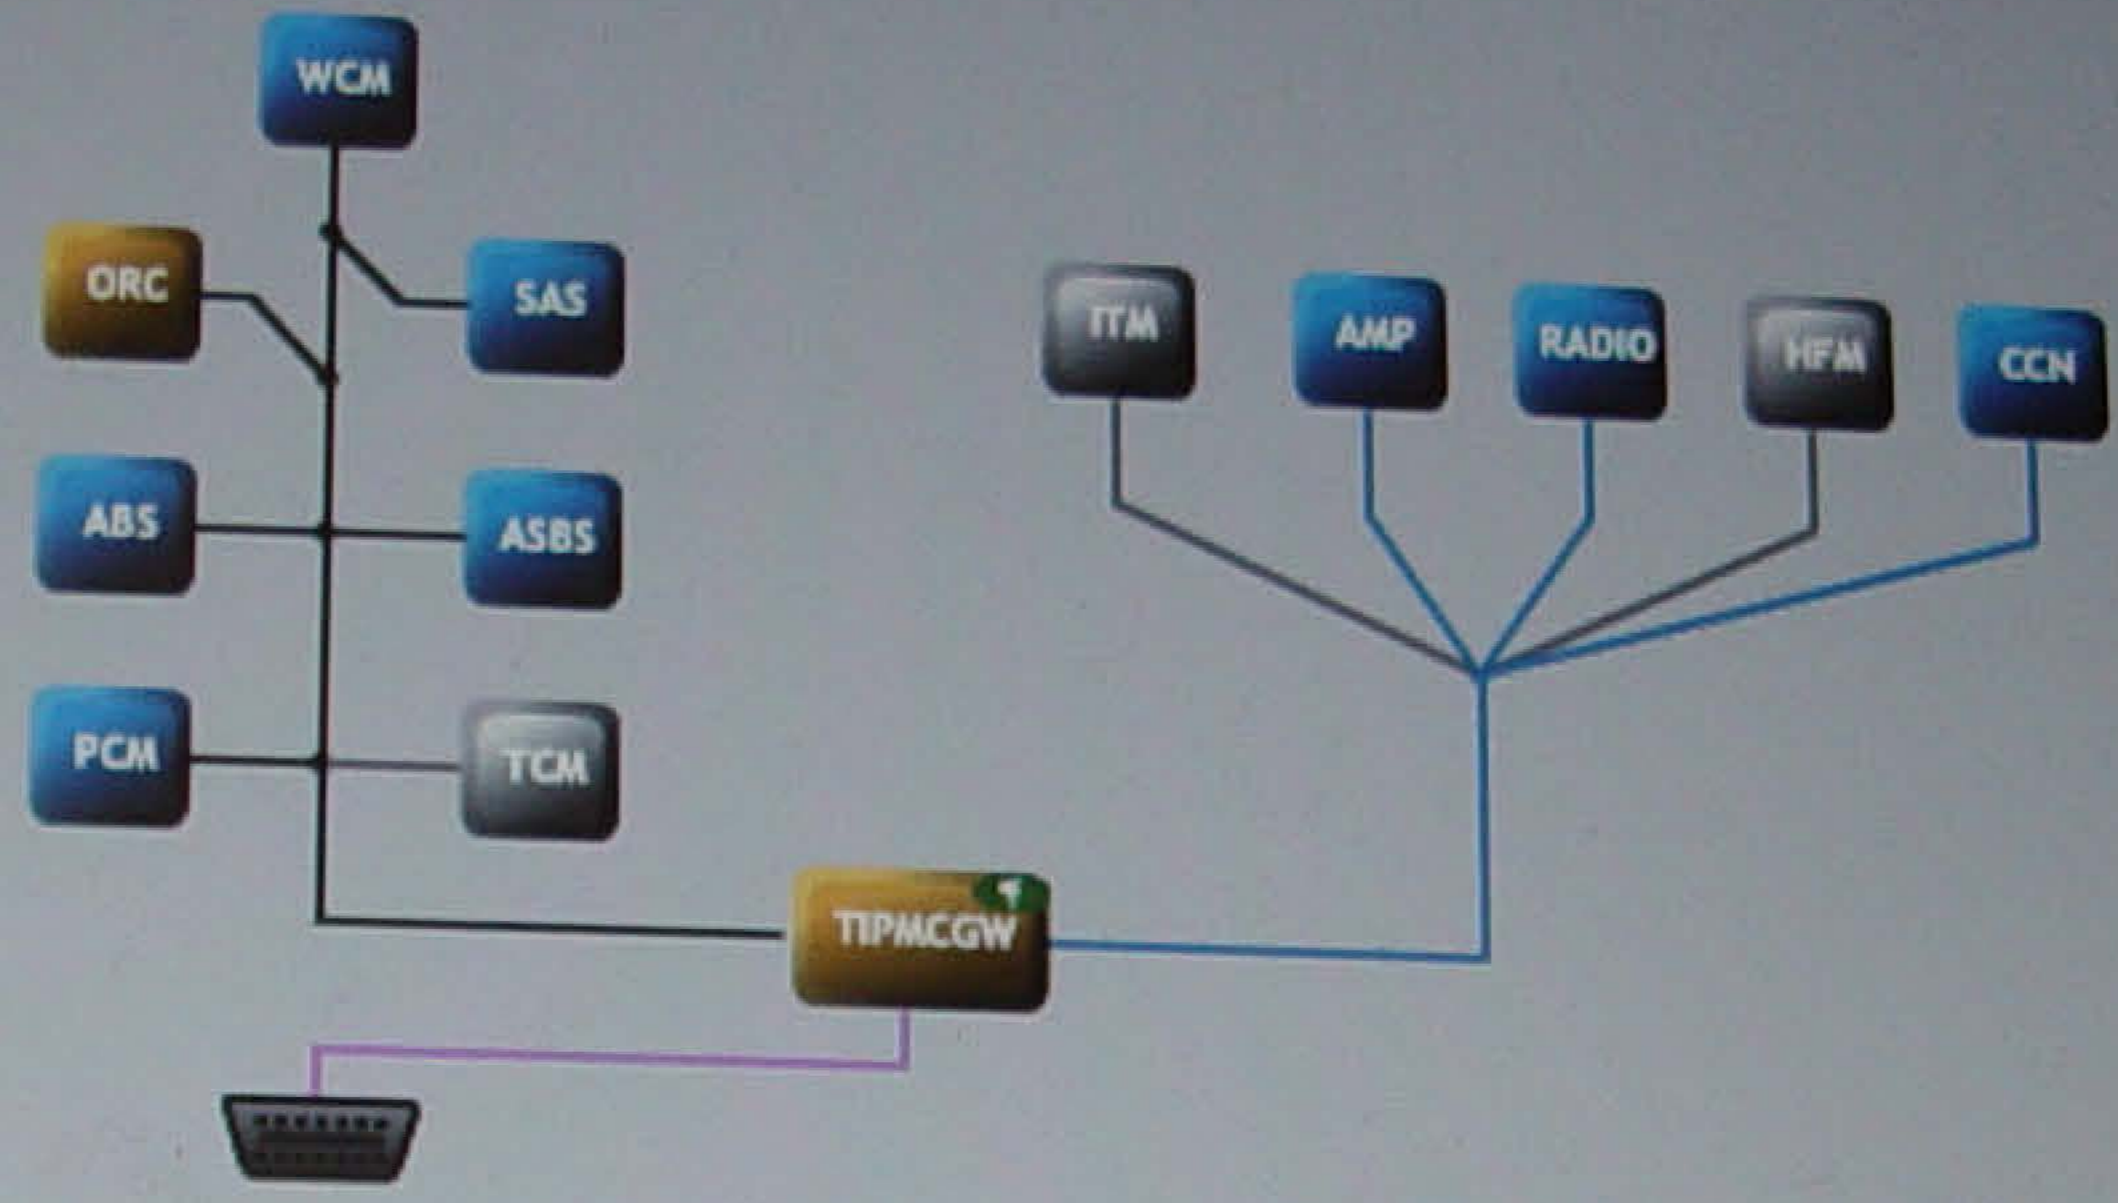 WCM
ORC
SAS
ITM
AMP
RADIO
HFM
CCN
ABS
ASBS
PCM
TCM
TIPMCGW